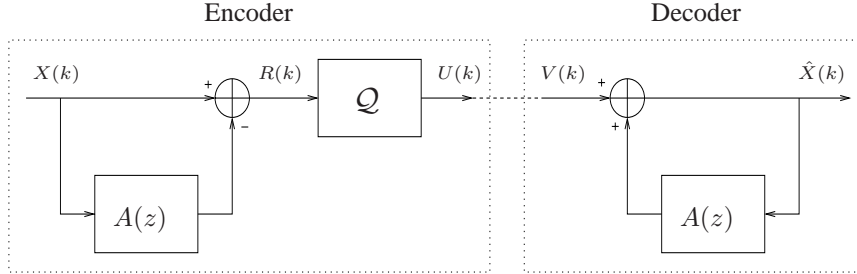 Encoder
Decoder
X(k)
+
−
R(k)
Q
U(k)
V(k)
+
+
X̂(k)
A(z)
A(z)